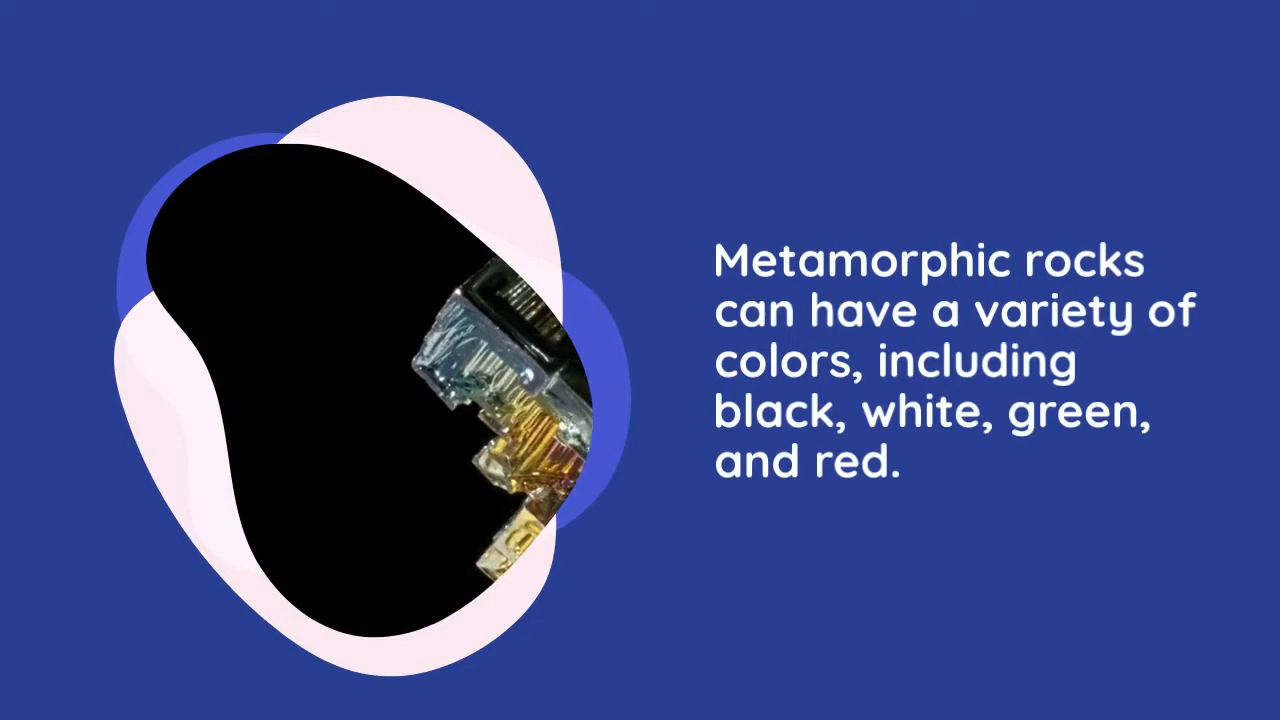 Metamorphic rocks
can have a variety of
colors, including
black, white, green,
and red.